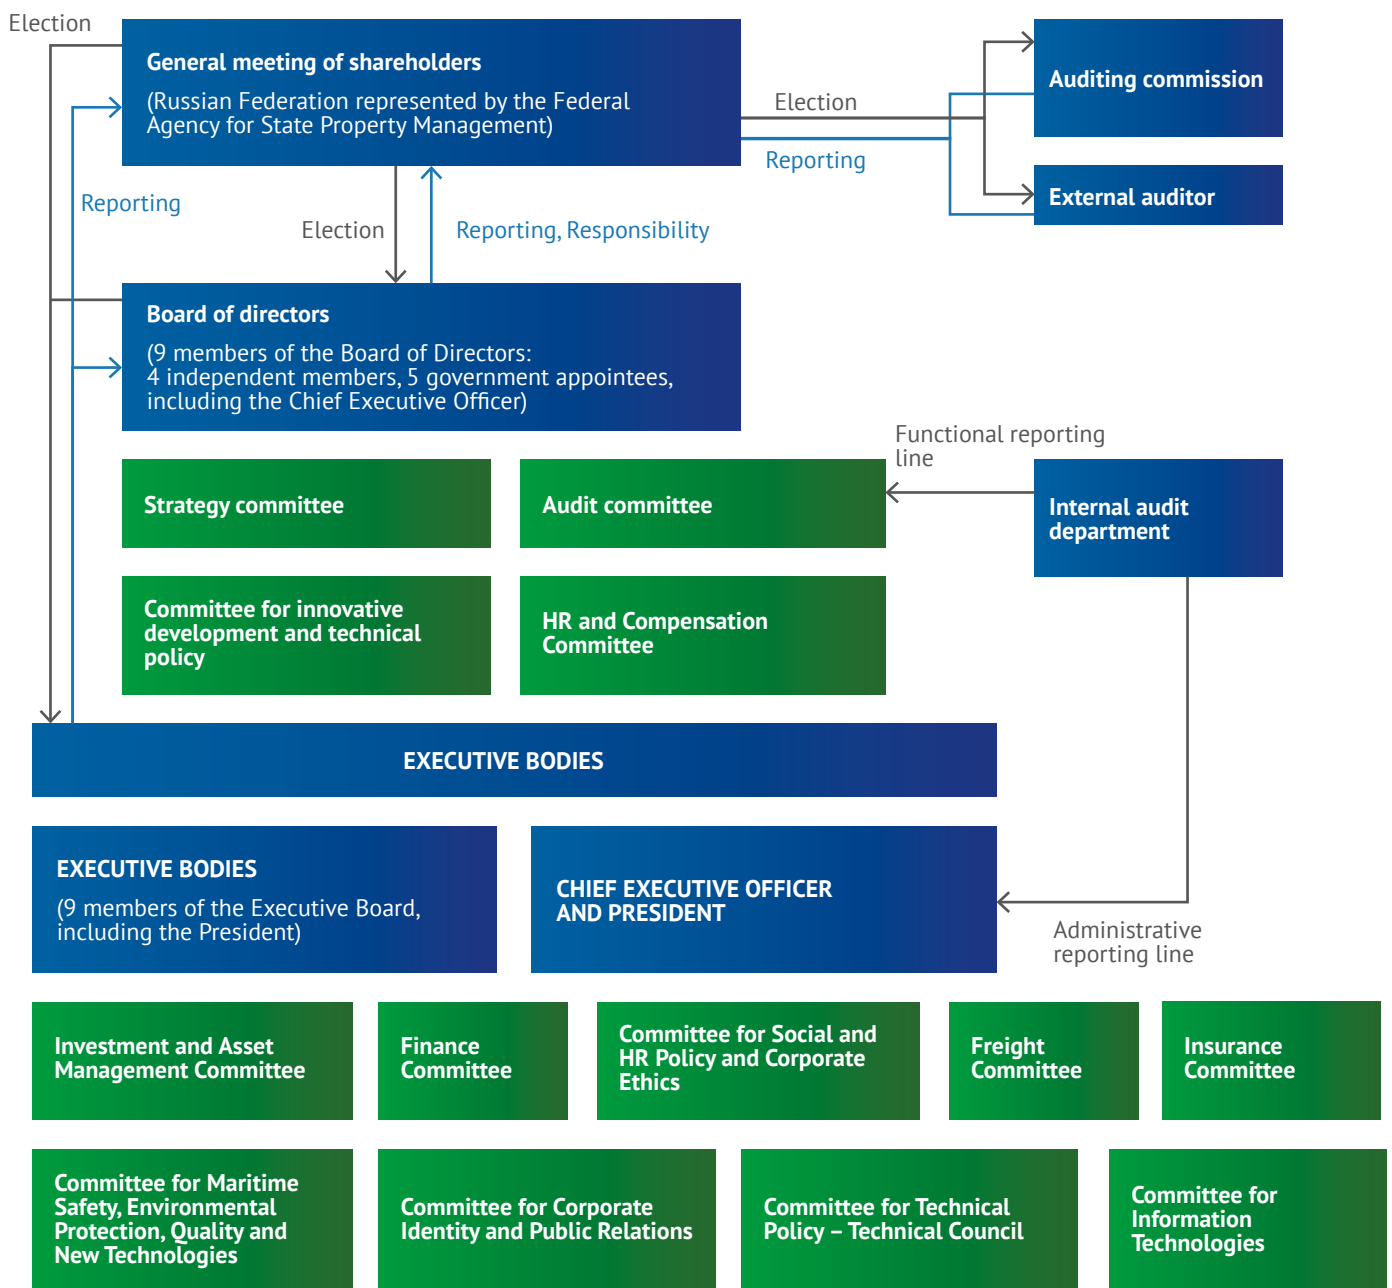 Election
General meeting of shareholders
(Russian Federation represented by the Federal
Agency for State Property Management)
Election
Reporting
Auditing commission
External auditor
Reporting
Election
Reporting, Responsibility
Board of directors
(9 members of the Board of Directors:
4 independent members, 5 government appointees,
including the Chief Executive Officer)
Functional reporting
line
Strategy committee
Audit committee
Internal audit
department
Committee for innovative
development and technical
policy
HR and Compensation
Committee
EXECUTIVE BODIES
EXECUTIVE BODIES
(9 members of the Executive Board,
including the President)
CHIEF EXECUTIVE OFFICER
AND PRESIDENT
Administrative
reporting line
Investment and Asset
Management Committee
Finance
Committee
Committee for Social and
HR Policy and Corporate
Ethics
Freight
Committee
Insurance
Committee
Committee for Maritime
Safety, Environmental
Protection, Quality and
New Technologies
Committee for Corporate
Identity and Public Relations
Committee for Technical
Policy – Technical Council
Committee for
Information
Technologies